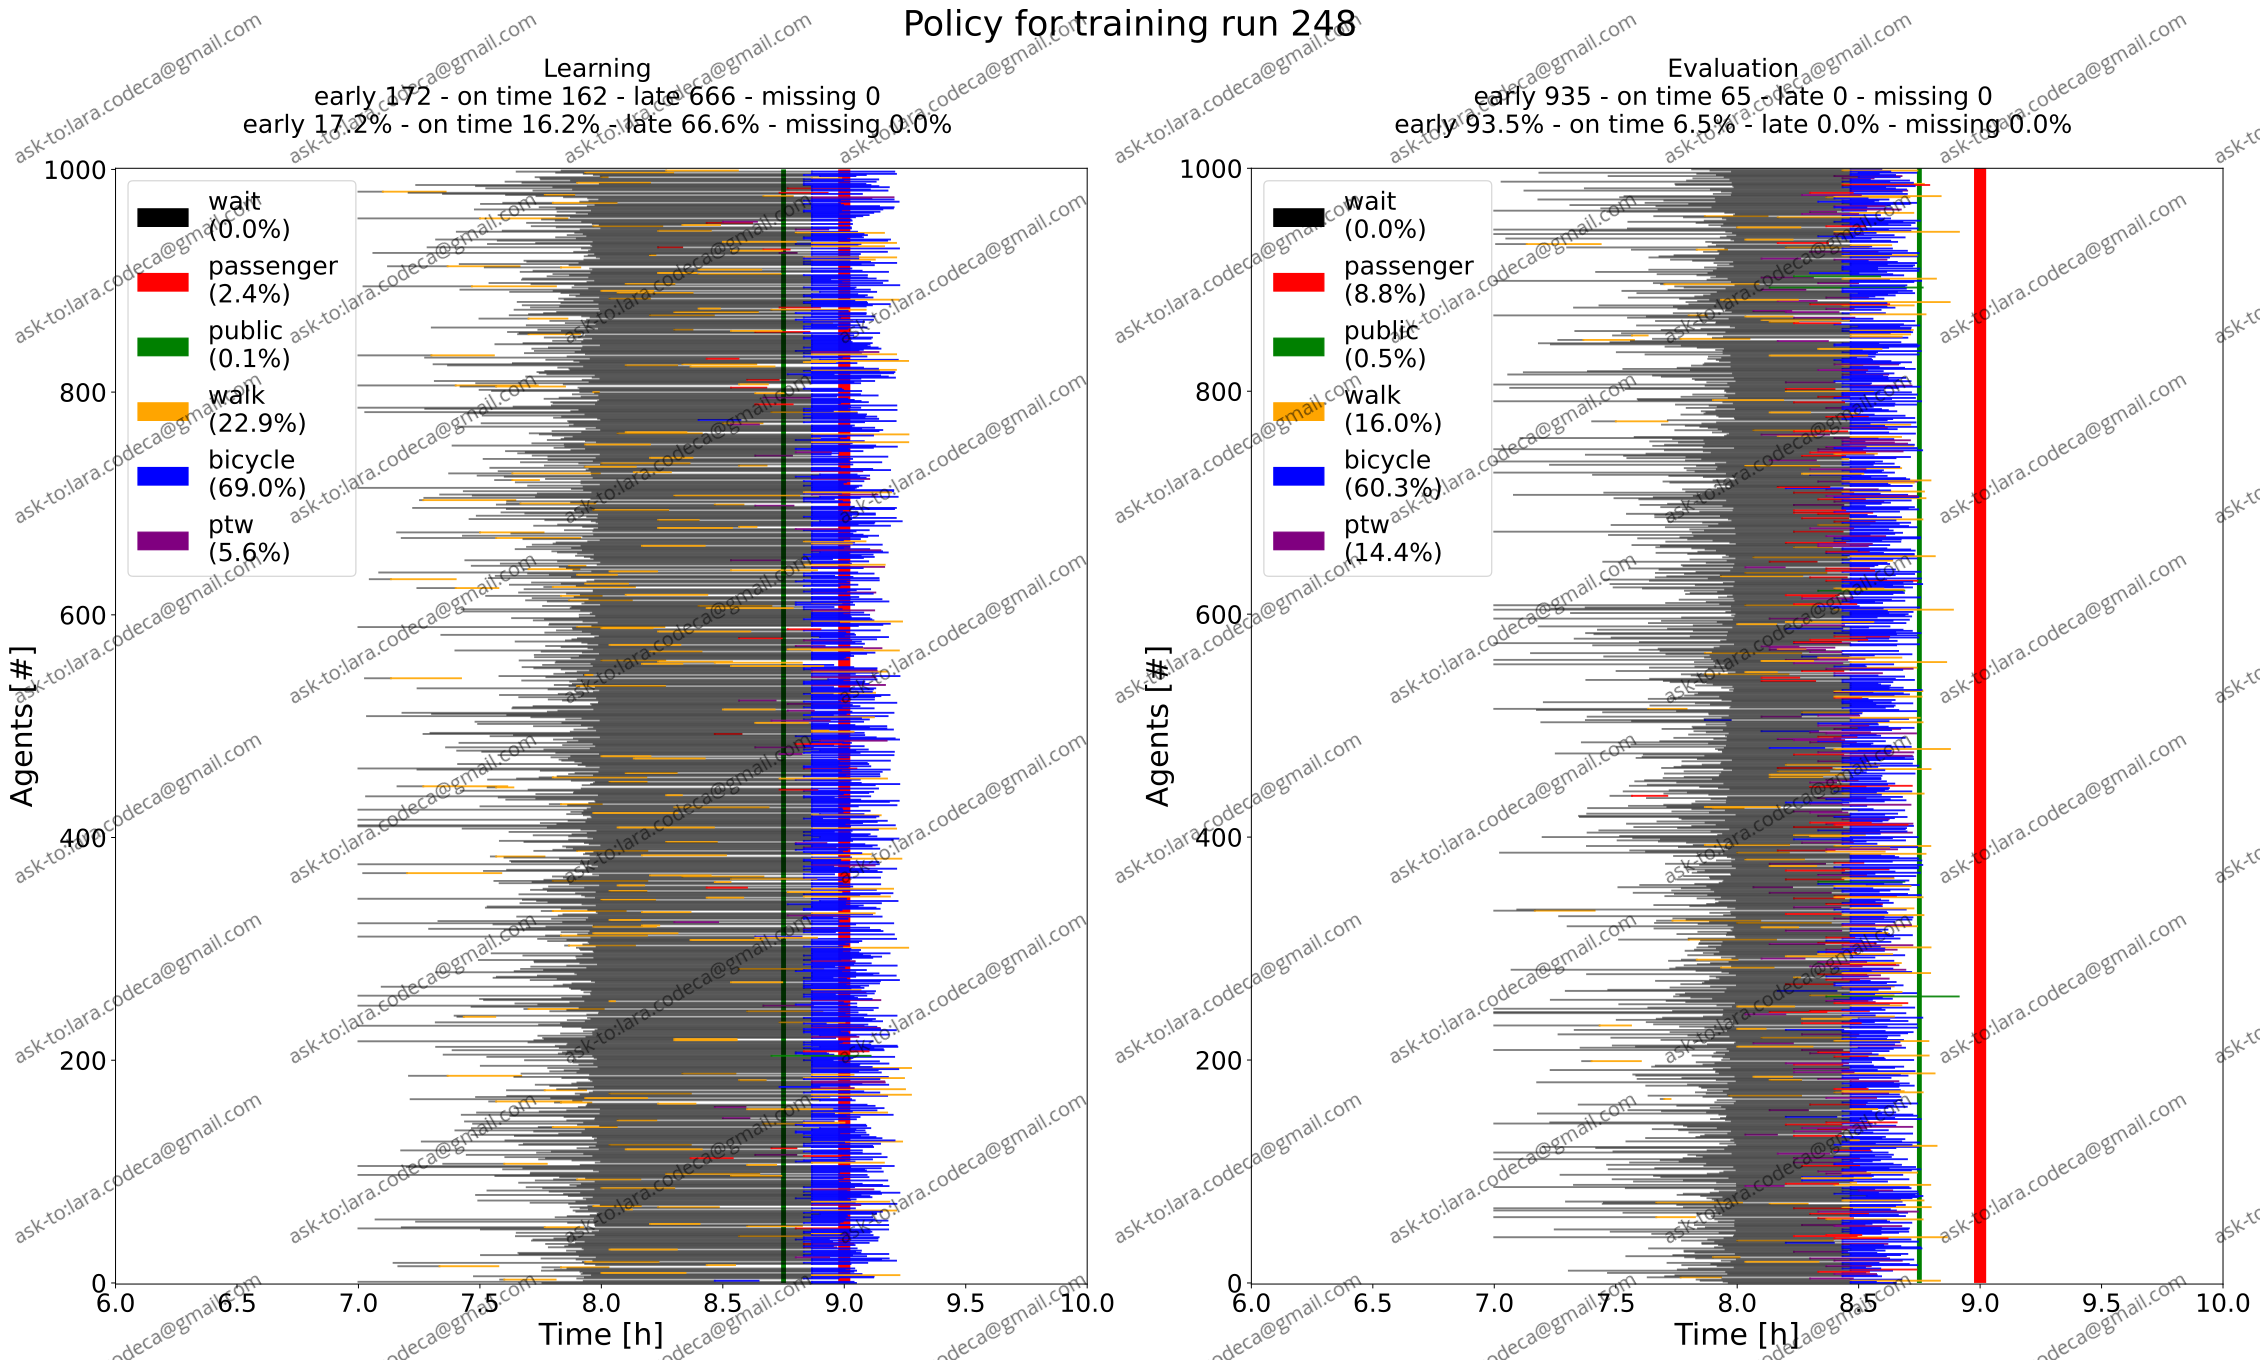 Policy for training run 248
Learning
early 172 - on time 162 - late 666 - missing 0
early 17.2% - on time 16.2% - late 66.6% - missing 0.0%
Evaluation
early 935 - on time 65 - late 0 - missing 0
early 93.5% - on time 6.5% - late 0.0% - missing 0.0%
ask-to:lara.codeca@gmail.com
1000
800
600
400
200
0
Agents [#]
wait
(0.0%)
passenger
(2.4%)
public
(0.1%)
walk
(22.9%)
bicycle
(69.0%)
ptw
(5.6%)
6.0 6.5 7.0 7.5 8.0 8.5 9.0 9.5 10.0
Time [h]
1000
800
600
400
200
0
Agents [#]
wait
(0.0%)
passenger
(8.8%)
public
(0.5%)
walk
(16.0%)
bicycle
(60.3%)
ptw
(14.4%)
6.0 6.5 7.0 7.5 8.0 8.5 9.0 9.5 10.0
Time [h]